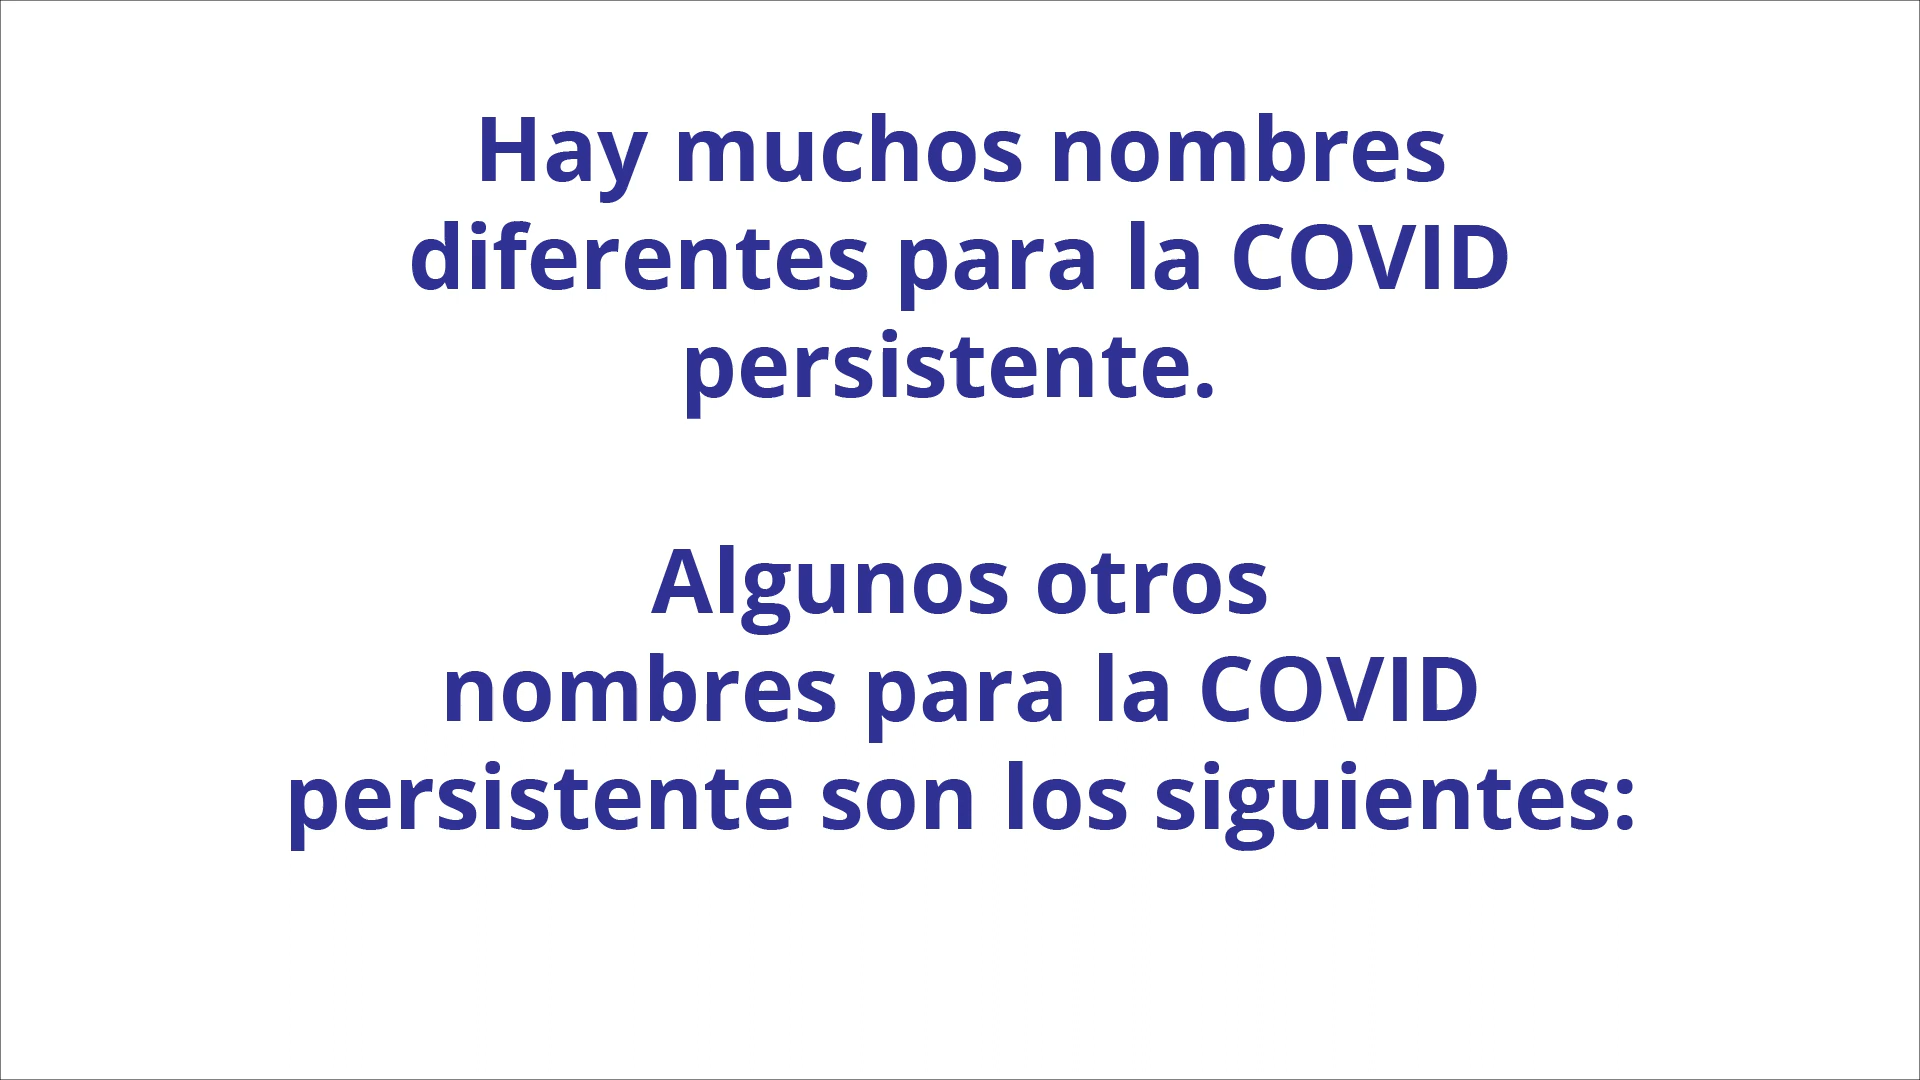 Hay muchos nombres
diferentes para la COVID
persistente.
Algunos otros
nombres para la COVID
persistente son los siguientes: